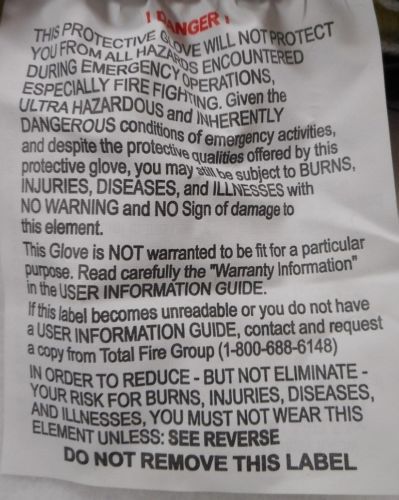 ! DANGER !
THIS PROTECTIVE GLOVE WILL NOT PROTECT
YOU FROM ALL HAZARDS ENCOUNTERED
DURING EMERGENCY OPERATIONS,
ESPECIALLY FIRE FIGHTING. Given the
ULTRA HAZARDOUS and INHERENTLY
DANGEROUS conditions of emergency activities,
and despite the protective qualities offered by this
protective glove, you may still be subject to BURNS,
INJURIES, DISEASES, and ILLNESSES with
NO WARNING and NO Sign of damage to
this element.
This Glove is NOT warranted to be fit for a particular
purpose. Read carefully the "Warranty Information"
in the USER INFORMATION GUIDE.
If this label becomes unreadable or you do not have
a USER INFORMATION GUIDE, contact and request
a copy from Total Fire Group (1-800-688-6148)
IN ORDER TO REDUCE - BUT NOT ELIMINATE -
YOUR RISK FOR BURNS, INJURIES, DISEASES,
AND ILLNESSES, YOU MUST NOT WEAR THIS
ELEMENT UNLESS: SEE REVERSE
DO NOT REMOVE THIS LABEL